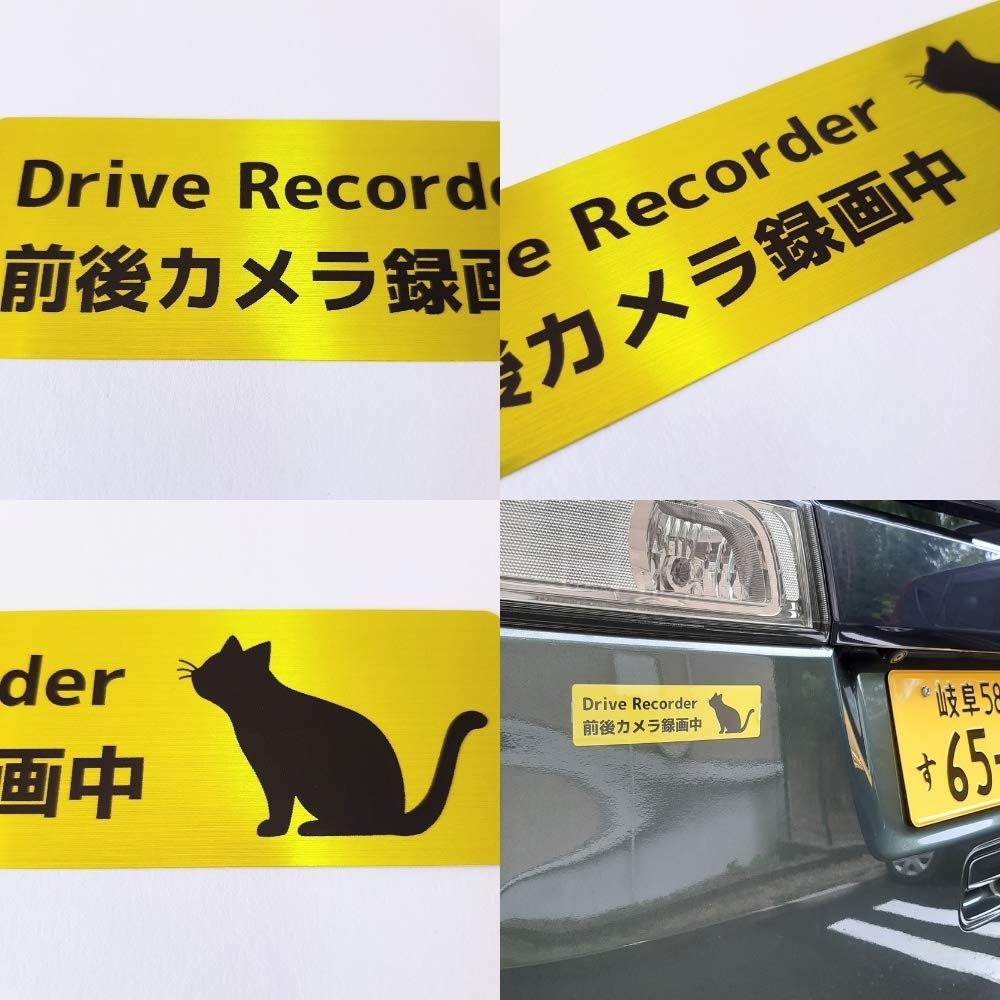 Drive Recorde
前後カメラ録画
e Recorder
後カメラ録画中
der
画中
Drive Recorder
前後カメラ録画中
岐阜58
す 65-